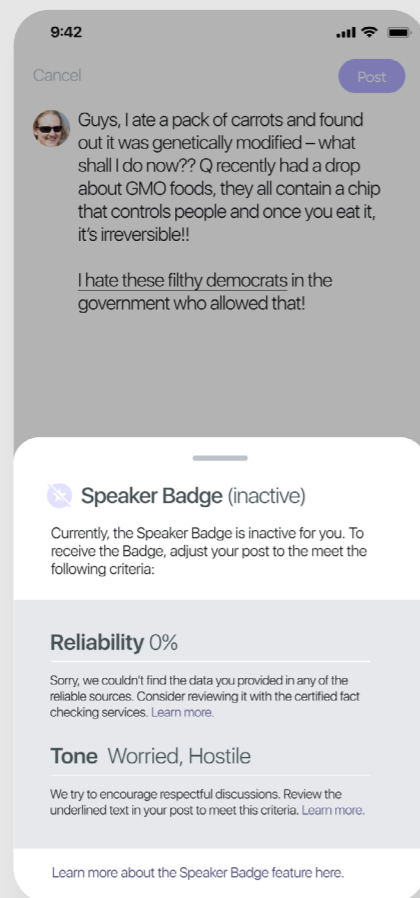 9:42
Cancel
Post
Guys, I ate a pack of carrots and found
out it was genetically modified – what
shall I do now?? Q recently had a drop
about GMO foods, they all contain a chip
that controls people and once you eat it,
it's irreversible!!
I hate these filthy democrats in the
government who allowed that!
Speaker Badge (inactive)
Currently, the Speaker Badge is inactive for you. To
receive the Badge, adjust your post to the meet the
following criteria:
Reliability 0%
Sorry, we couldn't find the data you provided in any of the
reliable sources. Consider reviewing it with the certified fact
checking services. Learn more.
Tone Worried, Hostile
We try to encourage respectful discussions. Review the
underlined text in your post to meet this criteria. Learn more.
Learn more about the Speaker Badge feature here.